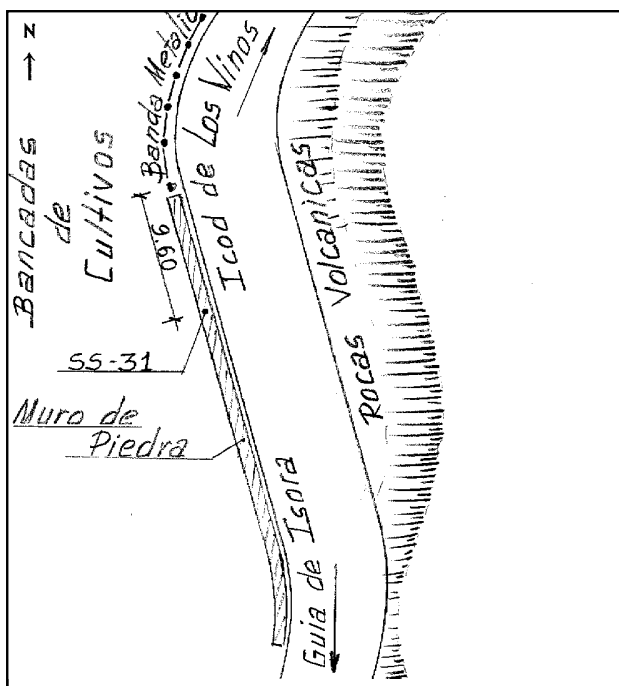 N
Banda Metálic
Bancadas
de
Cultivos
9.60
Icod de Los Vinos
Rocas Volcanicas
SS-31
Muro de
Piedra
Guia de Isora